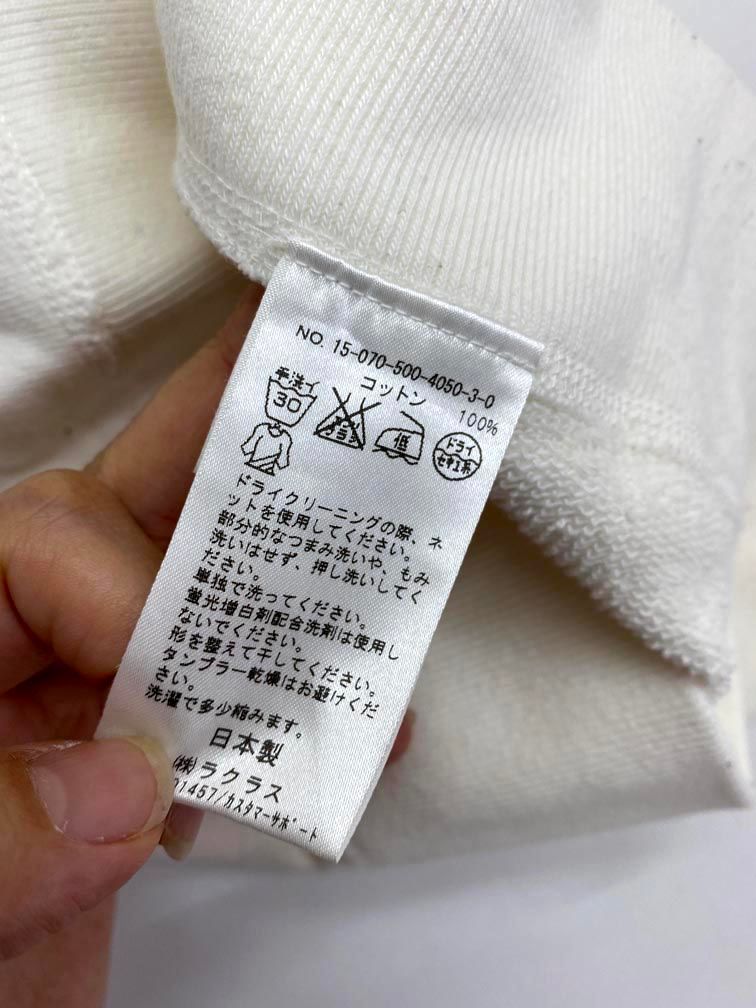 NO. 15-070-500-4050-3-0
コットン 100%
手洗イ
30
エンソサラシ
低
ドライ
セキユ系
ドライクリーニングの際、ネ
ットを使用してください。
部分的なつまみ洗いや、もみ
洗いはせず、押し洗いしてく
ださい。
単独で洗ってください。
蛍光増白剤配合洗剤は使用し
ないでください。
形を整えて干してください。
タンブラー乾燥はお避けくだ
さい。
洗濯で多少縮みます。
日本製
(株)ラクラス
01457/カスタマーサポート